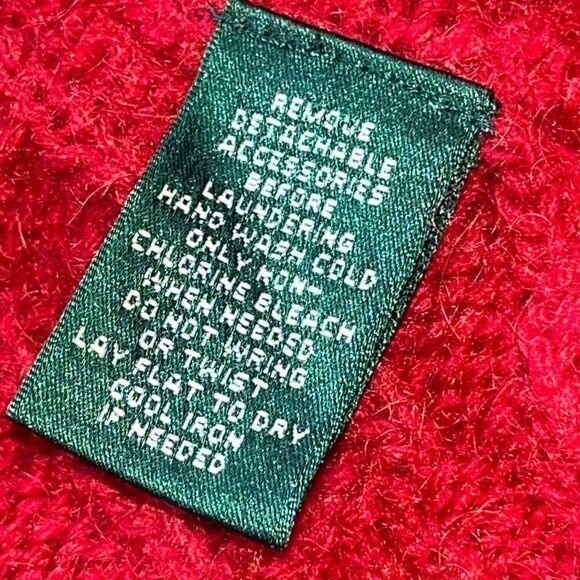 REMOVE
DETACHABLE
ACCESSORIES
BEFORE
LAUNDERING
HAND WASH COLD
ONLY NON-
CHLORINE BLEACH
WHEN NEEDED
DO NOT WRING
OR TWIST
LAY FLAT TO DRY
COOL IRON
IF NEEDED